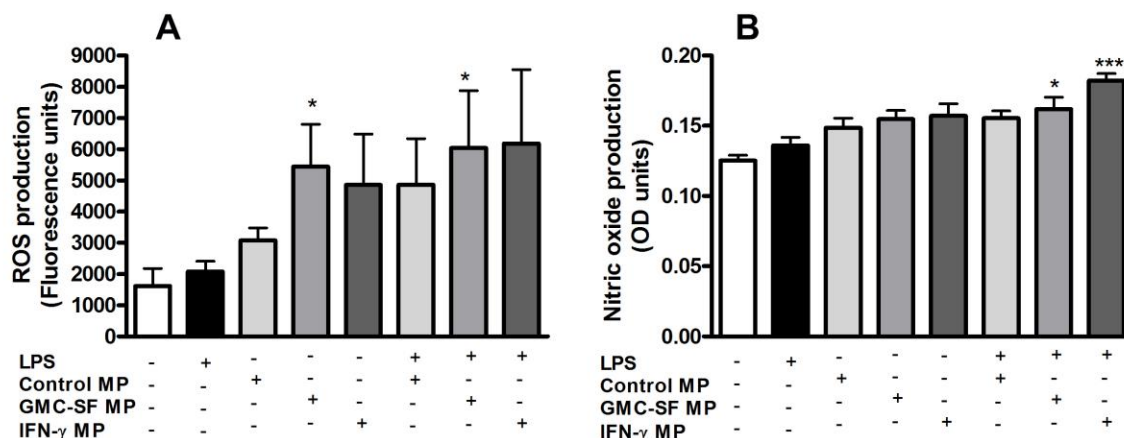 A
ROS production
(Fluorescence units)
9000
8000
7000
6000
5000
4000
3000
2000
1000
0
*
*
LPS - + - - - + + +
Control MP - - + - - + - -
GMC-SF MP - - - + - - + -
IFN-γ MP - - - - + - - +
B
Nitric oxide production
(OD units)
0.20
0.15
0.10
0.05
0.00
*
***
LPS - + - - - + + +
Control MP - - + - - + - -
GMC-SF MP - - - + - - + -
IFN-γ MP - - - - + - - +